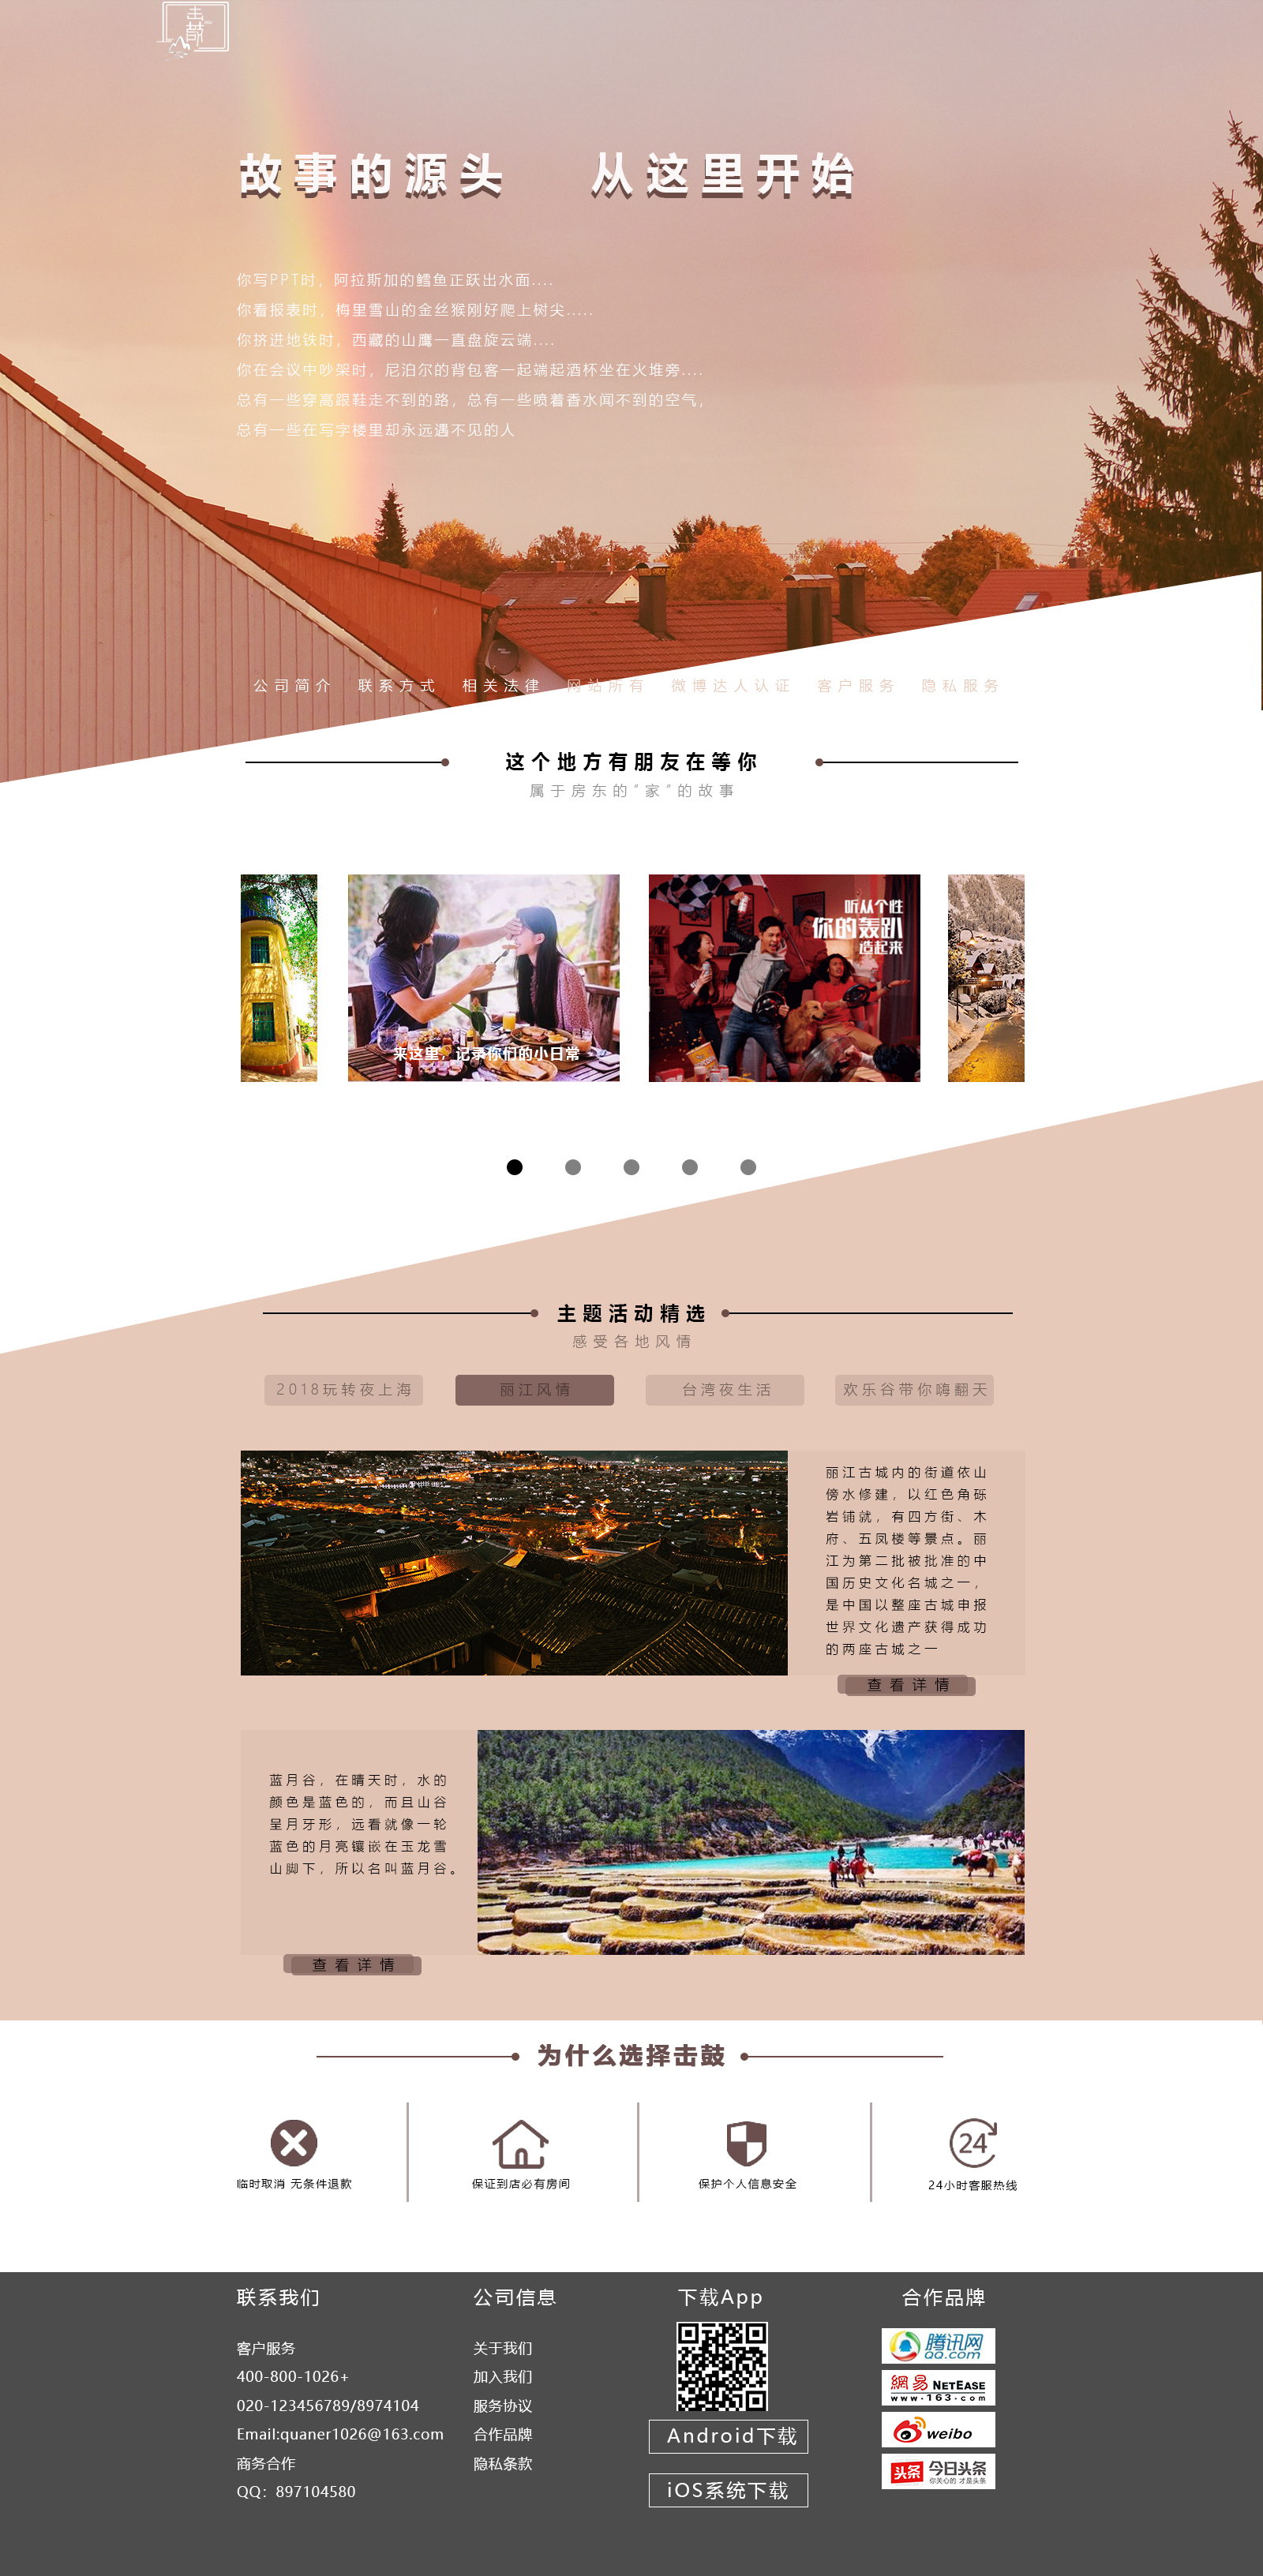 击鼓
故事的源头 从这里开始
你写PPT时，阿拉斯加的鳕鱼正跃出水面....
你看报表时，梅里雪山的金丝猴刚好爬上树尖.....
你挤进地铁时，西藏的山鹰一直盘旋云端....
你在会议中吵架时，尼泊尔的背包客一起端起酒杯坐在火堆旁....
总有一些穿高跟鞋走不到的路，总有一些喷着香水闻不到的空气，
总有一些在写字楼里却永远遇不见的人
公司简介 联系方式 相关法律 网站所有 微博达人认证 客户服务 隐私服务
这个地方有朋友在等你
属于房东的"家"的故事
来这里，记录你们的小日常
听从个性
你的轰趴
造起来
主题活动精选
感受各地风情
2018玩转夜上海 丽江风情 台湾夜生活 欢乐谷带你嗨翻天
丽江古城内的街道依山
傍水修建，以红色角砾
岩铺就，有四方街、木
府、五凤楼等景点。丽
江为第二批被批准的中
国历史文化名城之一，
是中国以整座古城申报
世界文化遗产获得成功
的两座古城之一
查看详情
蓝月谷，在晴天时，水的
颜色是蓝色的，而且山谷
呈月牙形，远看就像一轮
蓝色的月亮镶嵌在玉龙雪
山脚下，所以名叫蓝月谷。
查看详情
为什么选择击鼓
24
临时取消 无条件退款
保证到店必有房间
保护个人信息安全
24小时客服热线
联系我们
客户服务
400-800-1026+
020-123456789/8974104
Email:quaner1026@163.com
商务合作
QQ：897104580
公司信息
关于我们
加入我们
服务协议
合作品牌
隐私条款
下载App
Android下载
iOS系统下载
合作品牌
腾讯网
QQ.com
網易 NETEASE
www.163.com
weibo
头条 今日头条
你关心的 才是头条